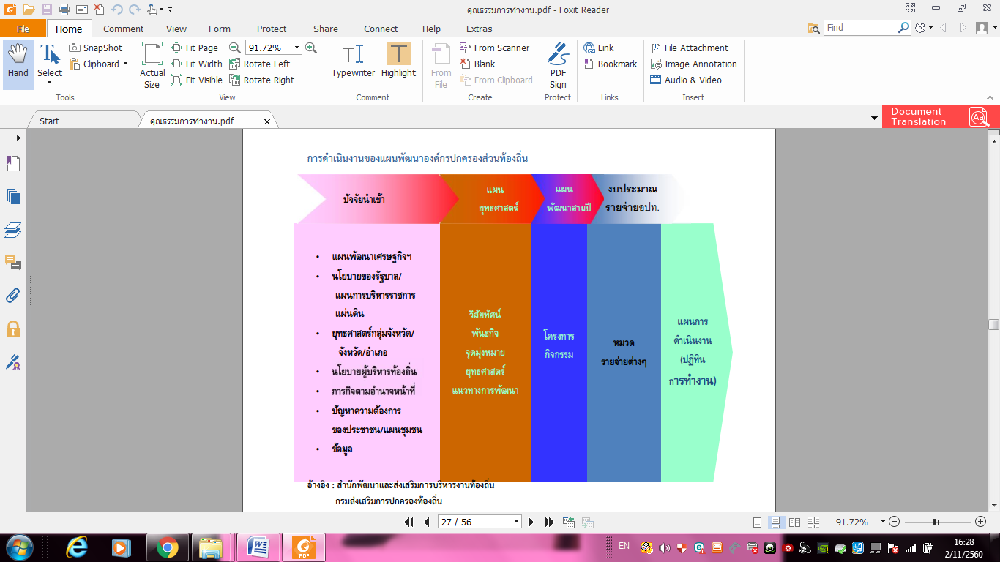 คุณธรรมการทำงาน.pdf - Foxit Reader
File Home Comment View Form Protect Share Connect Help Extras
Find
Hand
Select
SnapShot
Clipboard
Tools
Actual
Size
Fit Page
Fit Width
Fit Visible
91.72%
Rotate Left
Rotate Right
View
Typewriter
Highlight
Comment
From
File
From Scanner
Blank
From Clipboard
Create
PDF
Sign
Protect
Link
Bookmark
Links
File Attachment
Image Annotation
Audio & Video
Insert
Start
คุณธรรมการทำงาน.pdf
Document
Translation
Aa
การดำเนินงานของแผนพัฒนาองค์กรปกครองส่วนท้องถิ่น
ปัจจัยนำเข้า
แผน
ยุทธศาสตร์
แผน
พัฒนาสามปี
งบประมาณ
รายจ่ายอปท.
• แผนพัฒนาเศรษฐกิจฯ
• นโยบายของรัฐบาล/
แผนการบริหารราชการ
แผ่นดิน
• ยุทธศาสตร์กลุ่มจังหวัด/
จังหวัด/อำเภอ
• นโยบายผู้บริหารท้องถิ่น
• ภารกิจตามอำนาจหน้าที่
• ปัญหาความต้องการ
ของประชาชน/แผนชุมชน
• ข้อมูล
วิสัยทัศน์
พันธกิจ
จุดมุ่งหมาย
ยุทธศาสตร์
แนวทางการพัฒนา
โครงการ
กิจกรรม
หมวด
รายจ่ายต่างๆ
แผนการ
ดำเนินงาน
(ปฏิทิน
การทำงาน)
อ้างอิง : สำนักพัฒนาและส่งเสริมการบริหารงานท้องถิ่น
กรมส่งเสริมการปกครองท้องถิ่น
27 / 56
91.72%
PDF
EN
16:28
2/11/2560